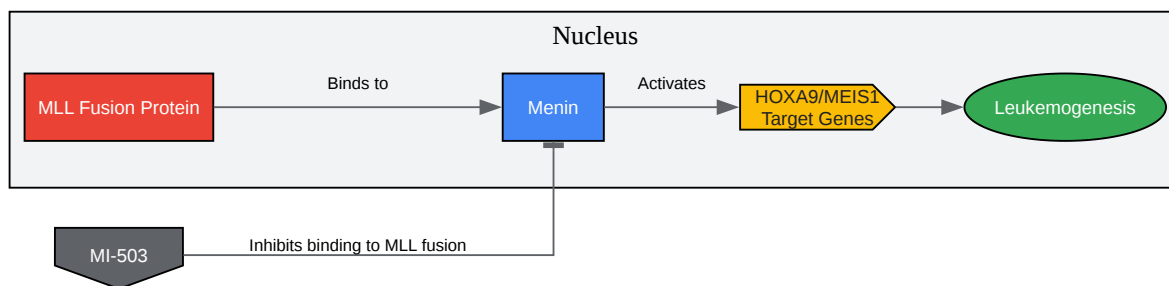 Nucleus
MLL Fusion Protein
Binds to
Menin
Activates
HOXA9/MEIS1
Target Genes
Leukemogenesis
MI-503
Inhibits binding to MLL fusion